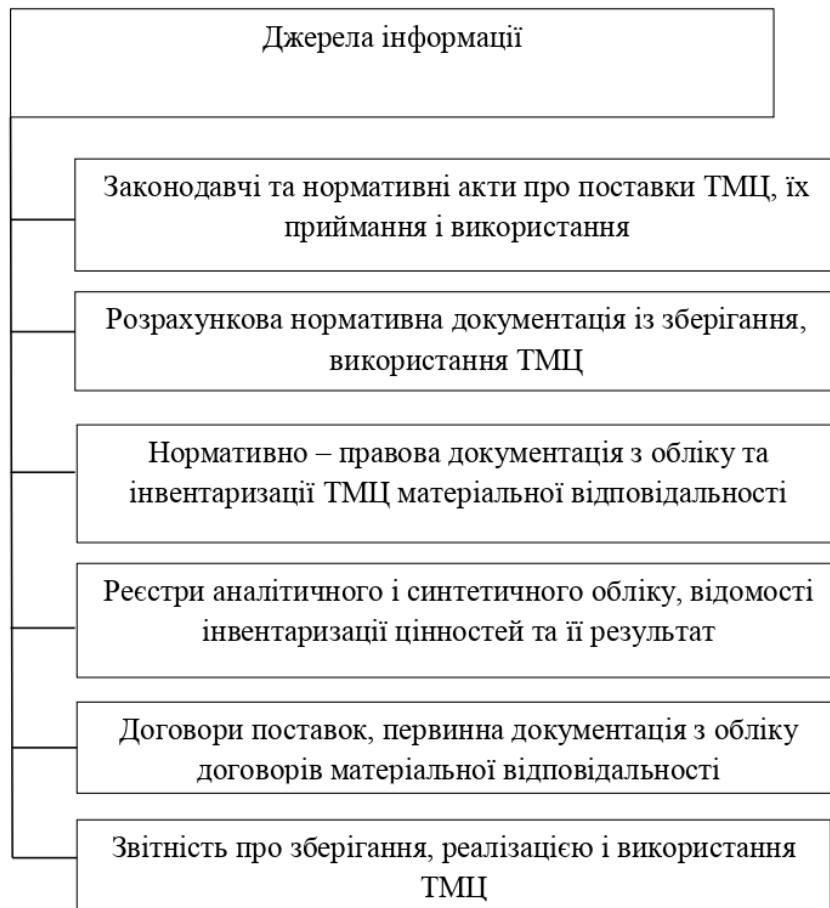 Джерела інформації
Законодавчі та нормативні акти про поставки ТМЦ, їх
приймання і використання
Розрахункова нормативна документація із зберігання,
використання ТМЦ
Нормативно – правова документація з обліку та
інвентаризації ТМЦ матеріальної відповідальності
Реєстри аналітичного і синтетичного обліку, відомості
інвентаризації цінностей та її результат
Договори поставок, первинна документація з обліку
договорів матеріальної відповідальності
Звітність про зберігання, реалізацією і використання
ТМЦ